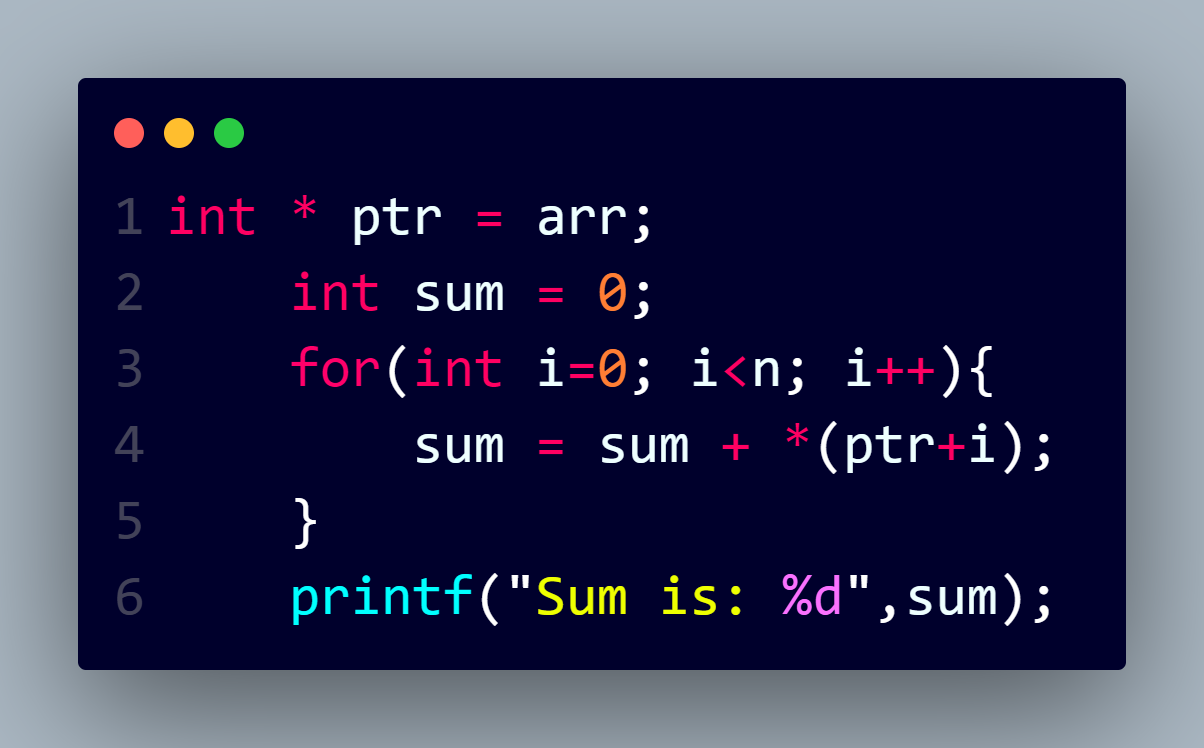 1 int * ptr = arr;
2     int sum = 0;
3     for(int i=0; i<n; i++){
4         sum = sum + *(ptr+i);
5     }
6     printf("Sum is: %d",sum);